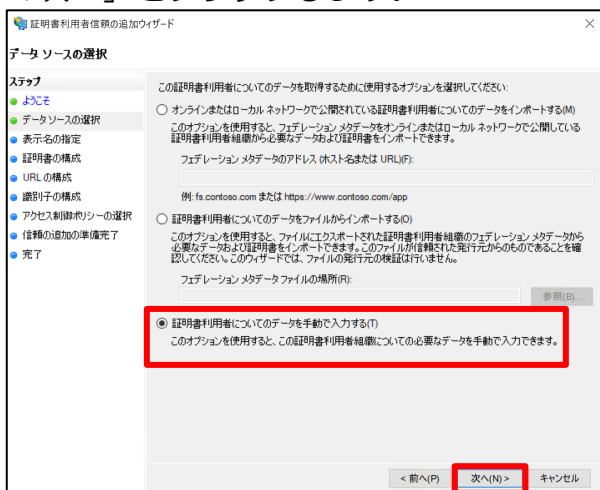 証明書利用者信頼の追加ウィザード
データ ソースの選択
ステップ
ようこそ
データ ソースの選択
表示名の指定
証明書の構成
URL の構成
識別子の構成
アクセス制御ポリシーの選択
信頼の追加の準備完了
完了
この証明書利用者についてのデータを取得するために使用するオプションを選択してください:
オンラインまたはローカル ネットワークで公開されている証明書利用者についてのデータをインポートする(M)
このオプションを使用すると、フェデレーション メタデータをオンラインまたはローカル ネットワークで公開している
証明書利用者組織から必要なデータおよび証明書をインポートできます。
フェデレーション メタデータのアドレス (ホスト名または URL)(F):
例: fs.contoso.com または https://www.contoso.com/app
証明書利用者についてのデータをファイルからインポートする(O)
このオプションを使用すると、ファイルにエクスポートされた証明書利用者組織のフェデレーション メタデータから
必要なデータおよび証明書をインポートできます。このファイルが信頼された発行元からのものであることを確
認してください。このウィザードでは、ファイルの発行元の検証は行いません。
フェデレーション メタデータ ファイルの場所(R):
参照(B)...
証明書利用者についてのデータを手動で入力する(T)
このオプションを使用すると、この証明書利用者組織についての必要なデータを手動で入力できます。
< 前へ(P)
次へ(N) >
キャンセル